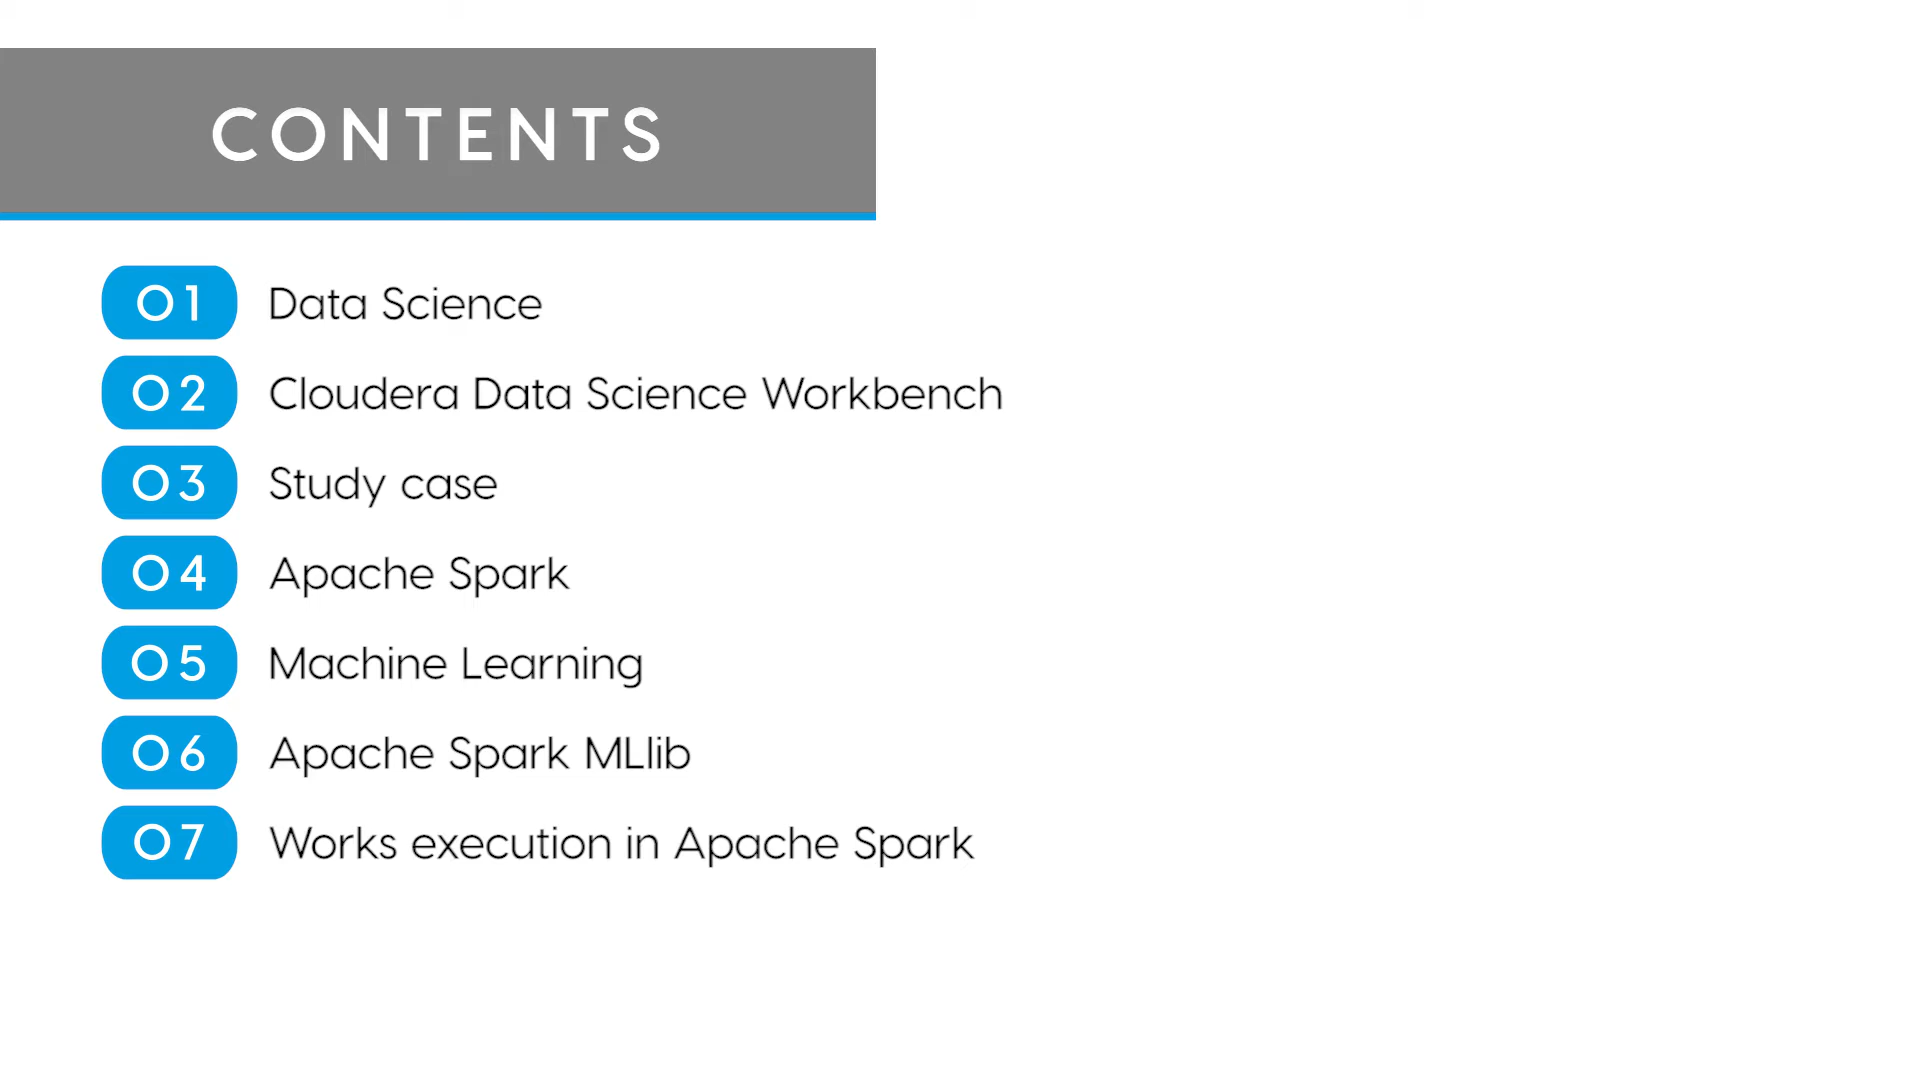 CONTENTS
01 Data Science
02 Cloudera Data Science Workbench
03 Study case
04 Apache Spark
05 Machine Learning
06 Apache Spark MLlib
07 Works execution in Apache Spark